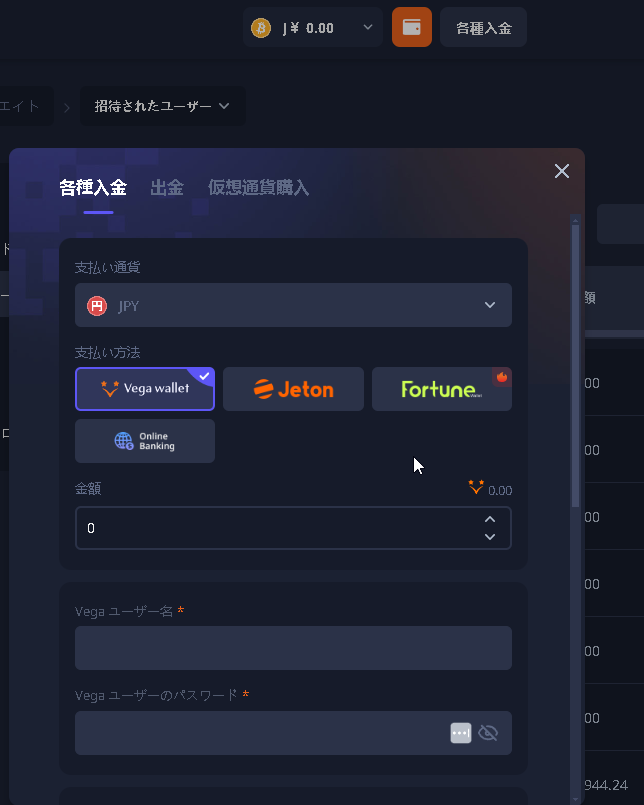 J ¥ 0.00
各種入金
エイト
招待されたユーザー
各種入金 出金 仮想通貨購入
支払い通貨
円 JPY
支払い方法
Vega wallet
Jeton
Fortune
Online
Banking
金額
0.00
0
Vega ユーザー名 *
Vega ユーザーのパスワード *
額
00
00
00
00
00
00
944.24